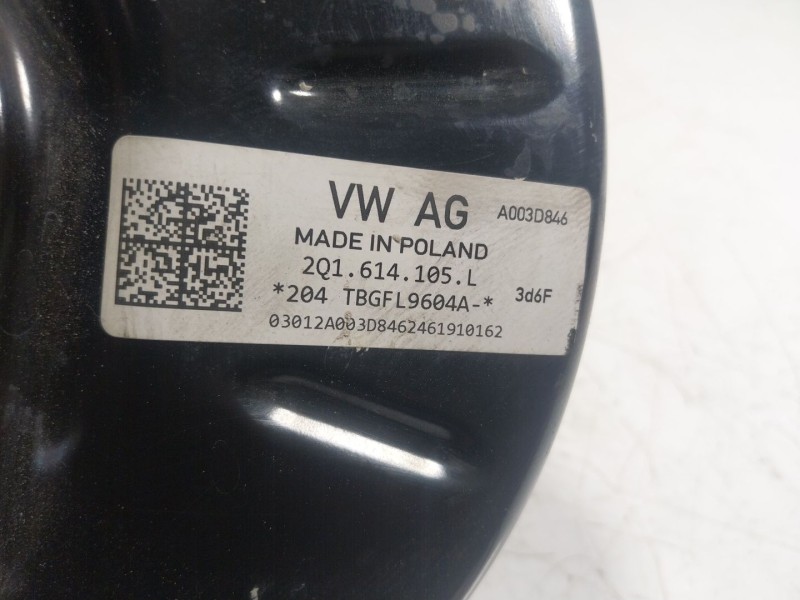 VW AG A003D846
MADE IN POLAND
2Q1.614.105.L
*204 TBGFL9604A-* 3d6F
03012A003D8462461910162